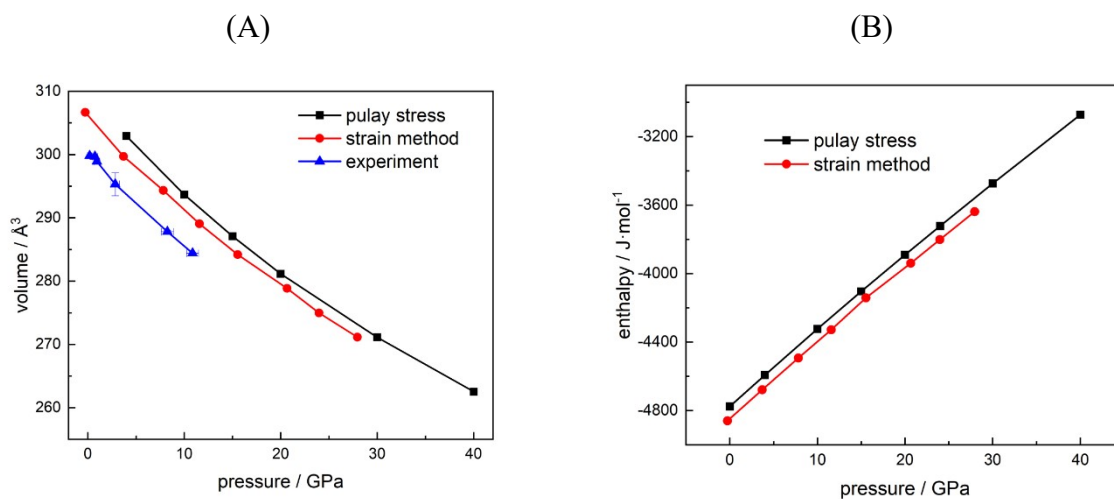 (A)
310
300
290
280
270
260
volume / Å³
0 10 20 30 40
pressure / GPa
pulay stress
strain method
experiment
(B)
-3200
-3600
-4000
-4400
-4800
enthalpy / J·mol⁻¹
0 10 20 30 40
pressure / GPa
pulay stress
strain method